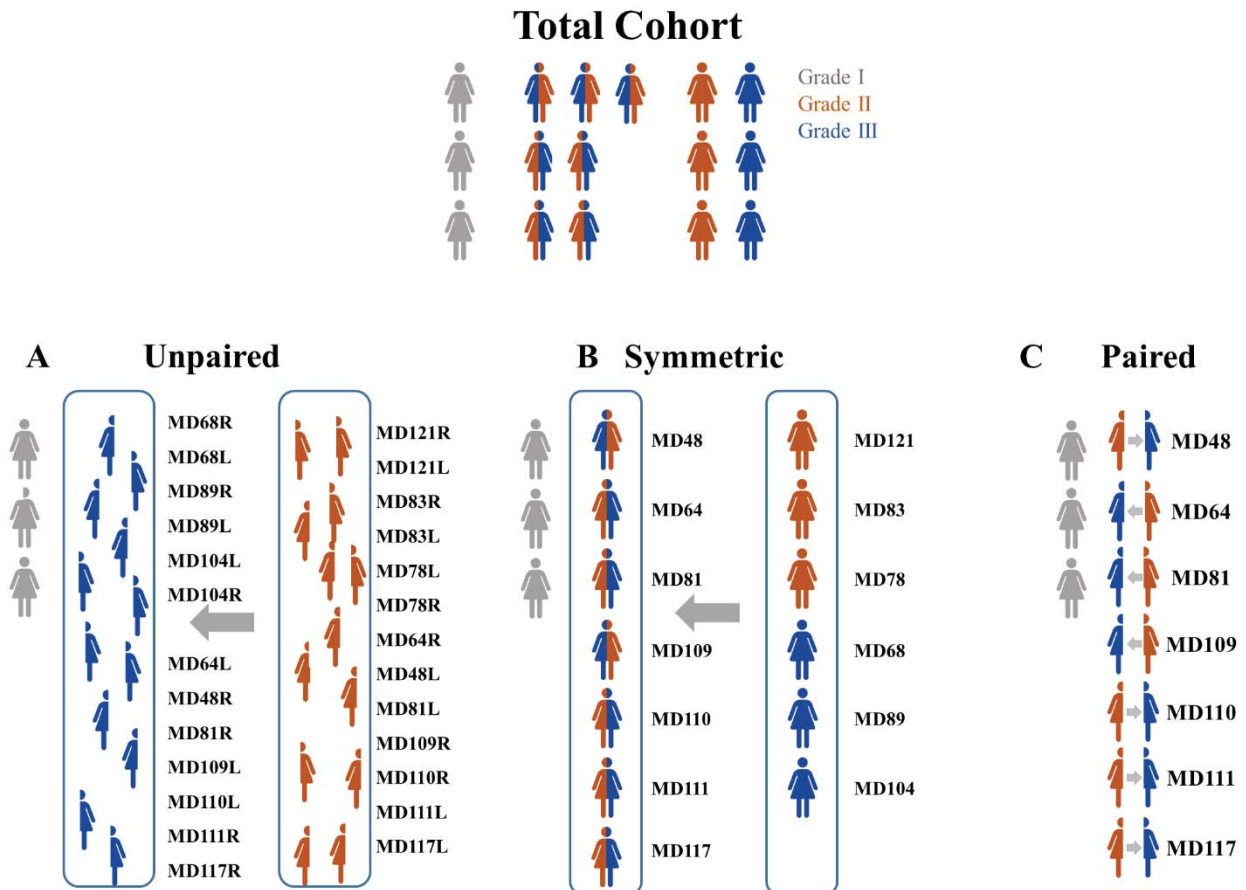 Total Cohort
Grade I
Grade II
Grade III
A Unpaired
MD68R
MD68L
MD89R
MD89L
MD104L
MD104R
MD64L
MD48R
MD81R
MD109L
MD110L
MD111R
MD117R
MD121R
MD121L
MD83R
MD83L
MD78L
MD78R
MD64R
MD48L
MD81L
MD109R
MD110R
MD111L
MD117L
B Symmetric
MD48
MD64
MD81
MD109
MD110
MD111
MD117
MD121
MD83
MD78
MD68
MD89
MD104
C Paired
MD48
MD64
MD81
MD109
MD110
MD111
MD117